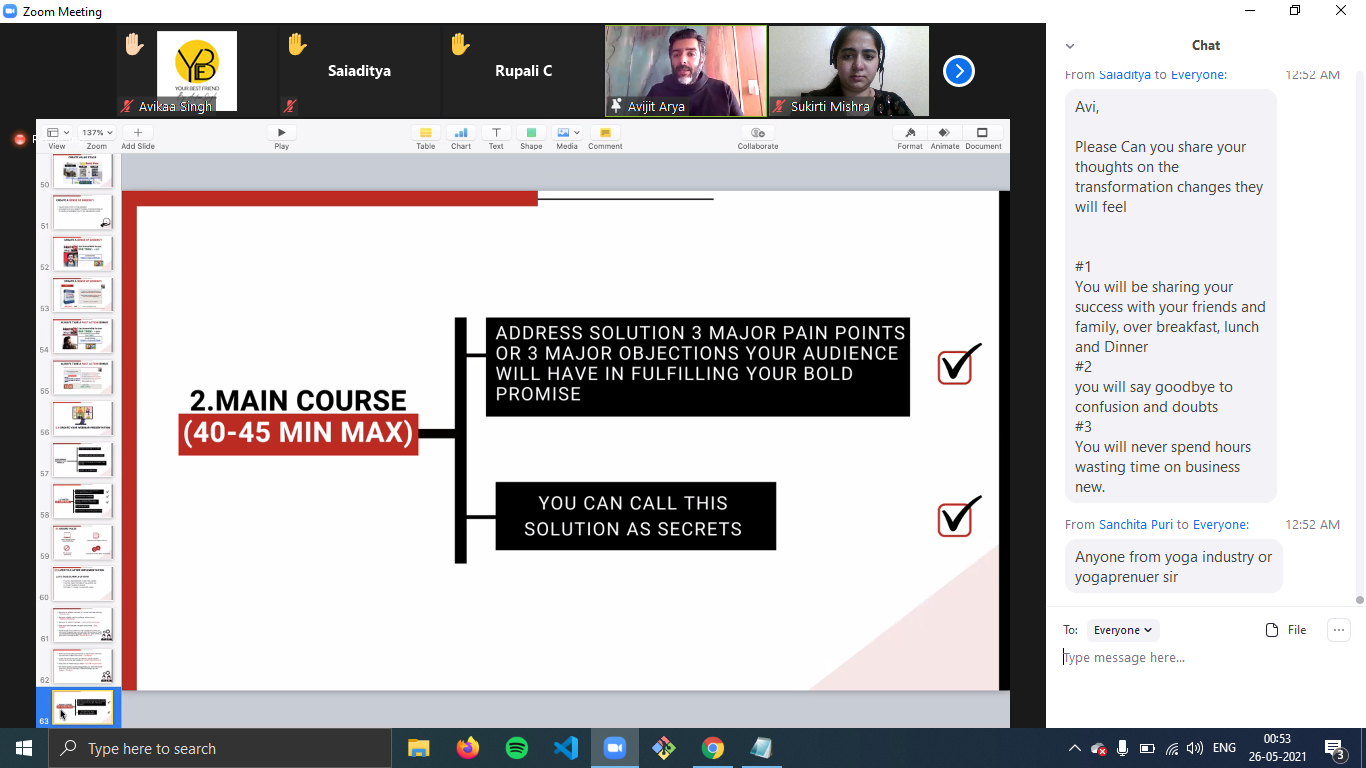 Zoom Meeting
YBF
YOUR BEST FRIEND
Avikaa Singh
Saiaditya
Rupali C
Avijit Arya
Sukirti Mishra
137%
View
Zoom
Add Slide
Play
Table
Chart
Text
Shape
Media
Comment
Collaborate
Format
Animate
Document
50
51
52
53
54
55
56
57
58
59
60
61
62
63
2.MAIN COURSE
(40-45 MIN MAX)
ADDRESS SOLUTION 3 MAJOR PAIN POINTS
OR 3 MAJOR OBJECTIONS YOUR AUDIENCE
WILL HAVE IN FULFILLING YOUR BOLD
PROMISE
YOU CAN CALL THIS
SOLUTION AS SECRETS
Chat
From Saiaditya to Everyone: 12:52 AM
Avi,
Please Can you share your
thoughts on the
transformation changes they
will feel
#1
You will be sharing your
success with your friends and
family, over breakfast, lunch
and Dinner
#2
you will say goodbye to
confusion and doubts
#3
You will never spend hours
wasting time on business
new.
From Sanchita Puri to Everyone: 12:52 AM
Anyone from yoga industry or
yogaprenuer sir
To: Everyone File
Type message here...
Type here to search
ENG
00:53
26-05-2021
3